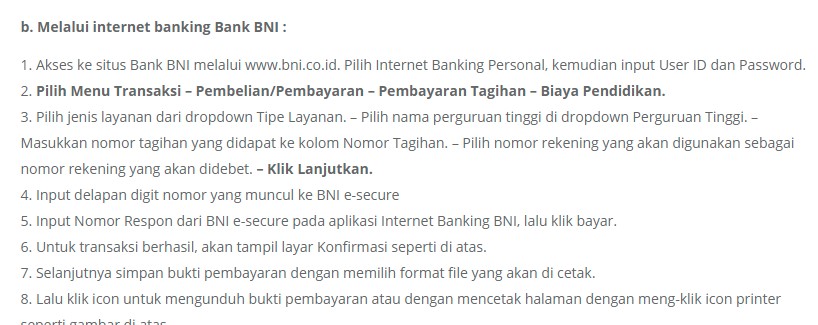 b. Melalui internet banking Bank BNI :
1. Akses ke situs Bank BNI melalui www.bni.co.id. Pilih Internet Banking Personal, kemudian input User ID dan Password.
2. Pilih Menu Transaksi – Pembelian/Pembayaran – Pembayaran Tagihan – Biaya Pendidikan.
3. Pilih jenis layanan dari dropdown Tipe Layanan. – Pilih nama perguruan tinggi di dropdown Perguruan Tinggi. –
Masukkan nomor tagihan yang didapat ke kolom Nomor Tagihan. – Pilih nomor rekening yang akan digunakan sebagai
nomor rekening yang akan didebet. – Klik Lanjutkan.
4. Input delapan digit nomor yang muncul ke BNI e-secure
5. Input Nomor Respon dari BNI e-secure pada aplikasi Internet Banking BNI, lalu klik bayar.
6. Untuk transaksi berhasil, akan tampil layar Konfirmasi seperti di atas.
7. Selanjutnya simpan bukti pembayaran dengan memilih format file yang akan di cetak.
8. Lalu klik icon untuk mengunduh bukti pembayaran atau dengan mencetak halaman dengan meng-klik icon printer
seperti gambar di atas